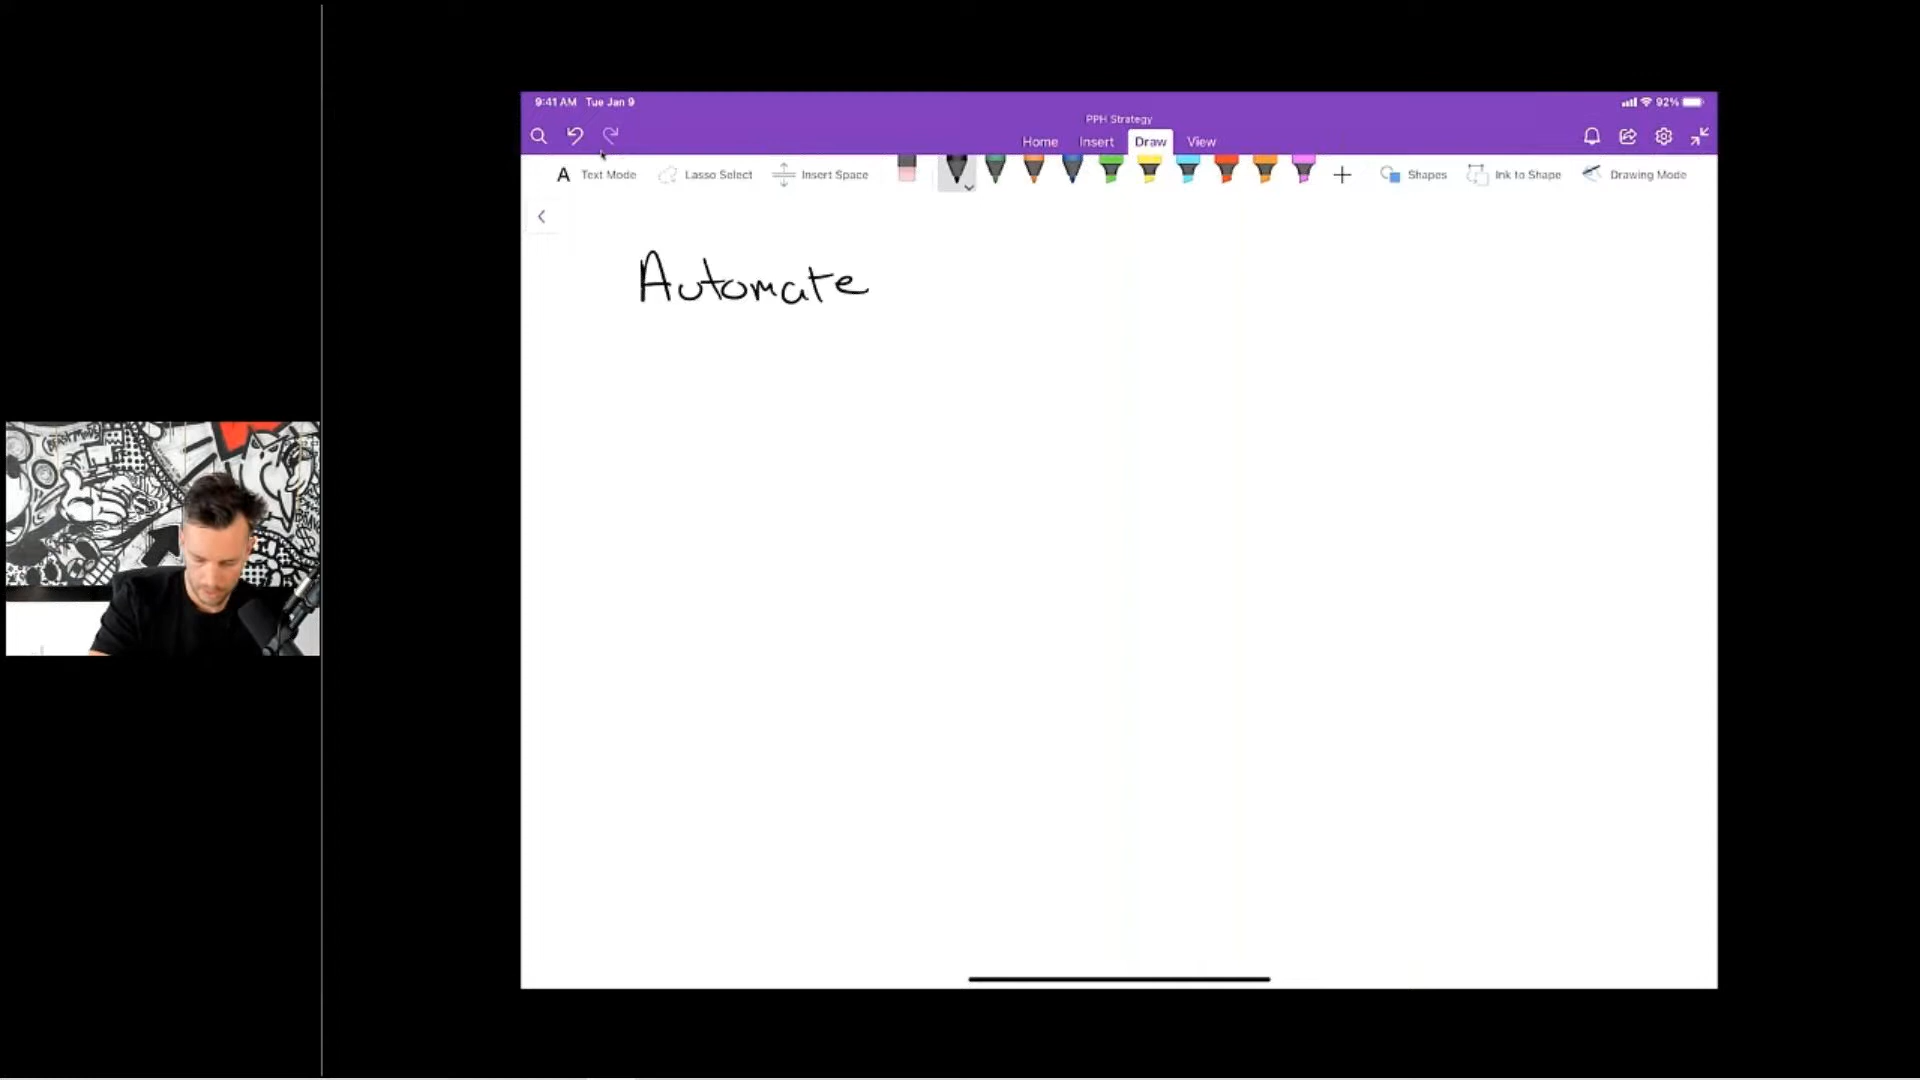 9:41 AM Tue Jan 9
92%
PPH Strategy
Home Insert Draw View
A Text Mode Lasso Select Insert Space Shapes Ink to Shape Drawing Mode
Automate